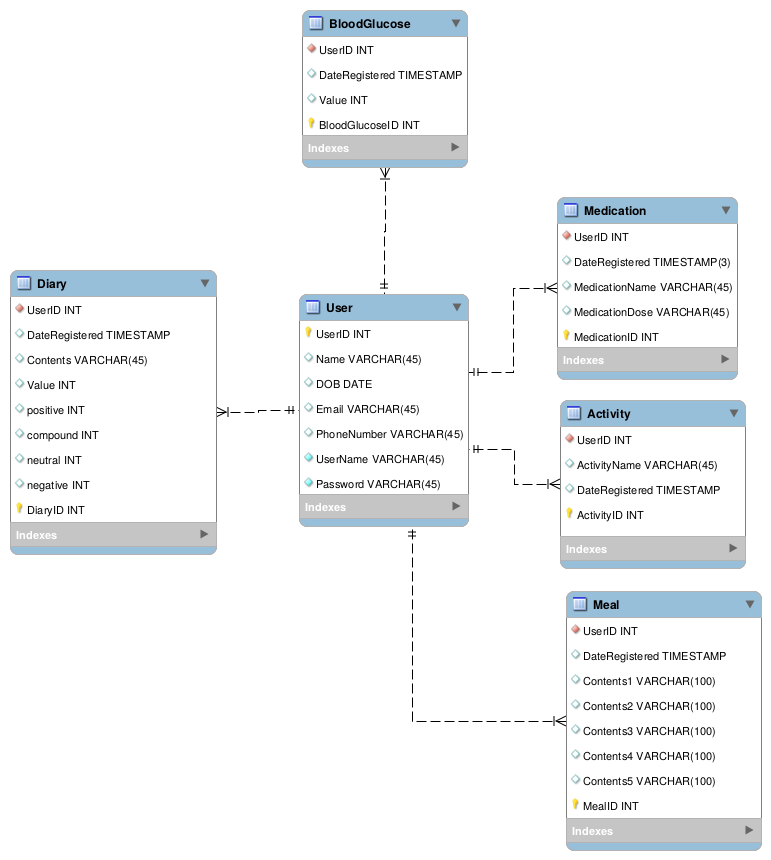 BloodGlucose
UserID INT
DateRegistered TIMESTAMP
Value INT
BloodGlucoseID INT
Indexes
Medication
UserID INT
DateRegistered TIMESTAMP(3)
MedicationName VARCHAR(45)
MedicationDose VARCHAR(45)
MedicationID INT
Indexes
Diary
UserID INT
DateRegistered TIMESTAMP
Contents VARCHAR(45)
Value INT
positive INT
compound INT
neutral INT
negative INT
DiaryID INT
Indexes
User
UserID INT
Name VARCHAR(45)
DOB DATE
Email VARCHAR(45)
PhoneNumber VARCHAR(45)
UserName VARCHAR(45)
Password VARCHAR(45)
Indexes
Activity
UserID INT
ActivityName VARCHAR(45)
DateRegistered TIMESTAMP
ActivityID INT
Indexes
Meal
UserID INT
DateRegistered TIMESTAMP
Contents1 VARCHAR(100)
Contents2 VARCHAR(100)
Contents3 VARCHAR(100)
Contents4 VARCHAR(100)
Contents5 VARCHAR(100)
MealID INT
Indexes